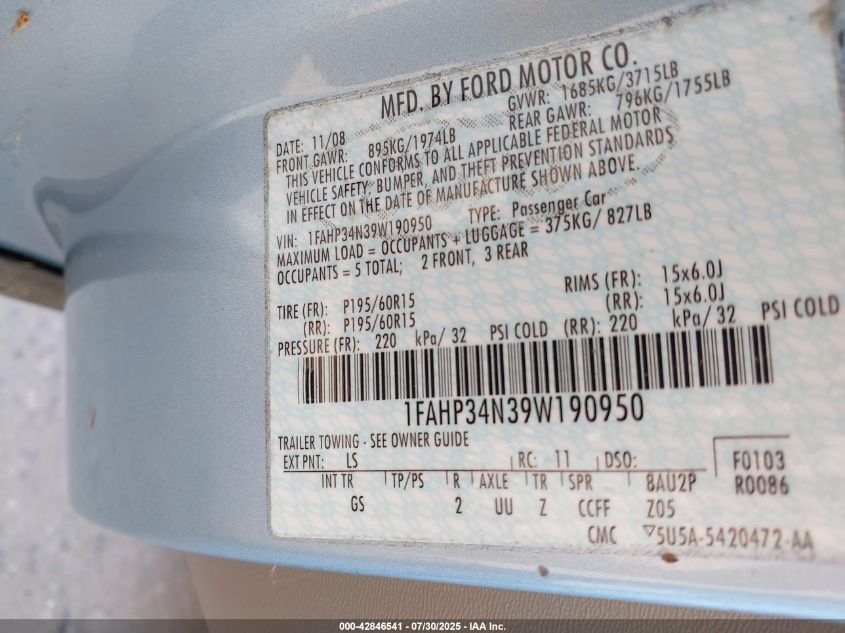 MFD. BY FORD MOTOR CO.
DATE: 11/08 GVWR: 1685KG/3715LB
FRONT GAWR: 895KG/1974LB REAR GAWR: 796KG/1755LB
THIS VEHICLE CONFORMS TO ALL APPLICABLE FEDERAL MOTOR
VEHICLE SAFETY, BUMPER, AND THEFT PREVENTION STANDARDS
IN EFFECT ON THE DATE OF MANUFACTURE SHOWN ABOVE.
VIN: 1FAHP34N39W190950 TYPE: Passenger Car
MAXIMUM LOAD = OCCUPANTS + LUGGAGE = 375KG/ 827LB
OCCUPANTS = 5 TOTAL; 2 FRONT, 3 REAR
TIRE (FR): P195/60R15 RIMS (FR): 15x6.0J
(RR): P195/60R15 (RR): 15x6.0J
PRESSURE (FR): 220 kPa/ 32 PSI COLD (RR): 220 kPa/ 32 PSI COLD
1FAHP34N39W190950
TRAILER TOWING - SEE OWNER GUIDE
EXT PNT: LS RC: 11 DSO: F0103
INT TR TP/PS R AXLE TR SPR 8AU2P R0086
GS 2 UU Z CCFF Z05
CMC ▽5U5A-5420472-AA
000-42846541 / 07/30/2025 - IAA Inc.